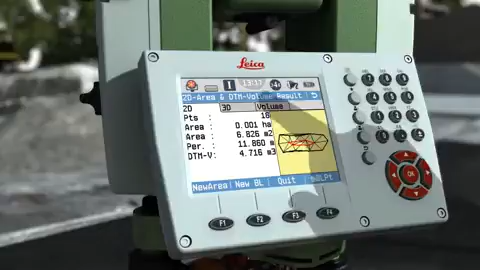 Leica
13:17
2D-Area & DTM-Volume Result
2D 3D Volume
Pts : 18
Area : 0.001 ha
Area : 6.826 m2
Per. : 11.860 m
DTM-V: 4.716 m3
NewArea New BL Quit
F1 F2 F3 F4
OK